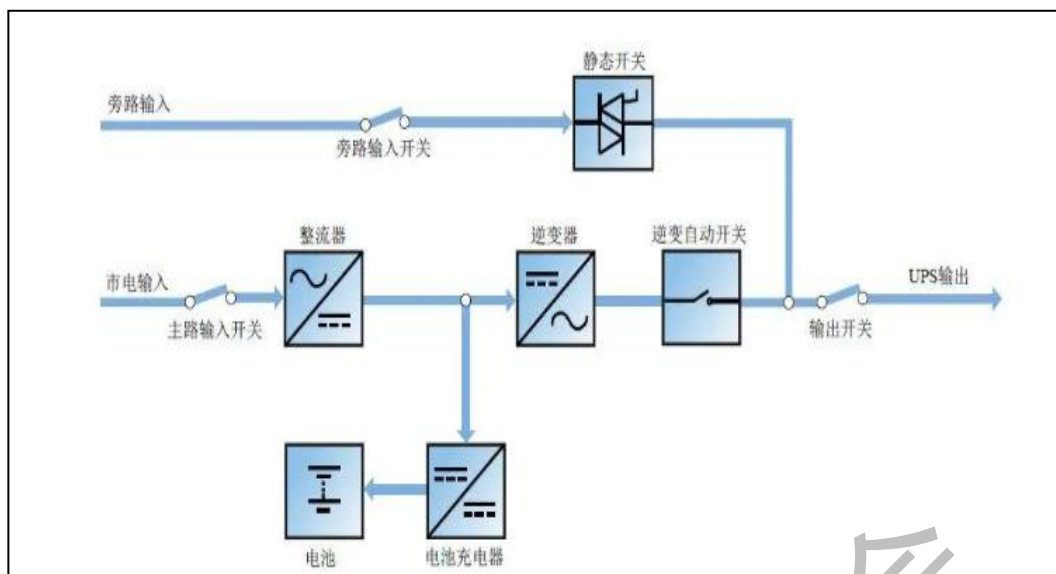 静态开关
旁路输入
旁路输入开关
整流器
逆变器
逆变自动开关
市电输入
UPS输出
主路输入开关
输出开关
电池
电池充电器